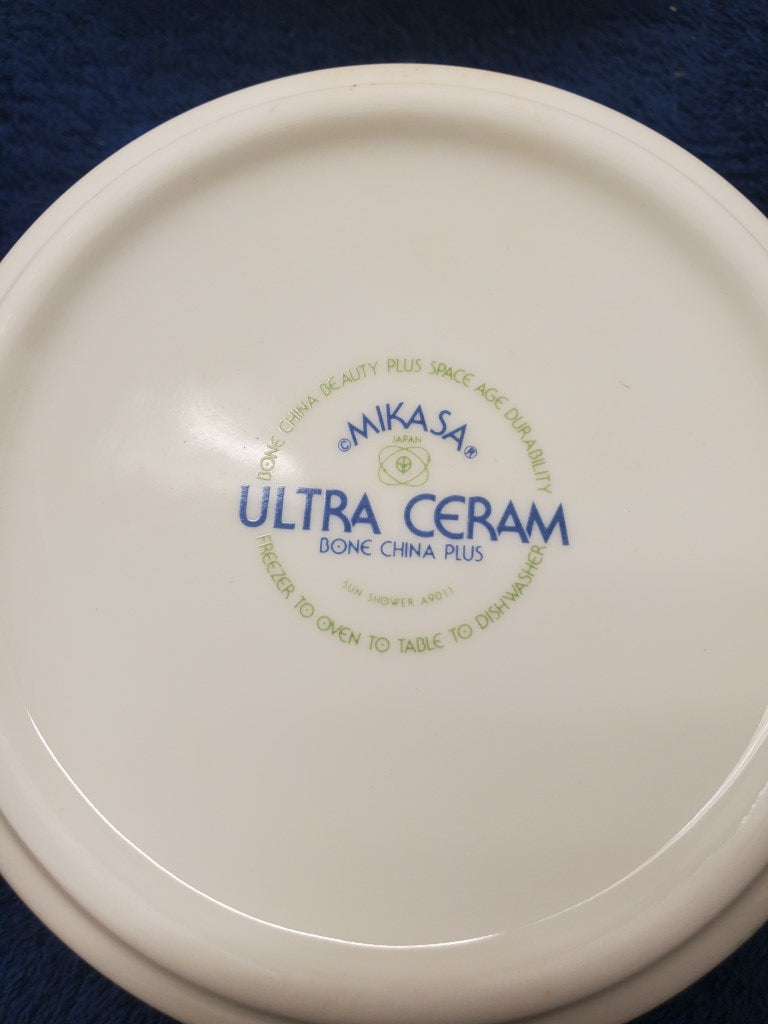 BONE CHINA BEAUTY PLUS SPACE AGE DURABILITY
©MIKASA®
JAPAN
ULTRA CERAM
BONE CHINA PLUS
SUN SHOWER A9011
FREEZER TO OVEN TO TABLE TO DISHWASHER